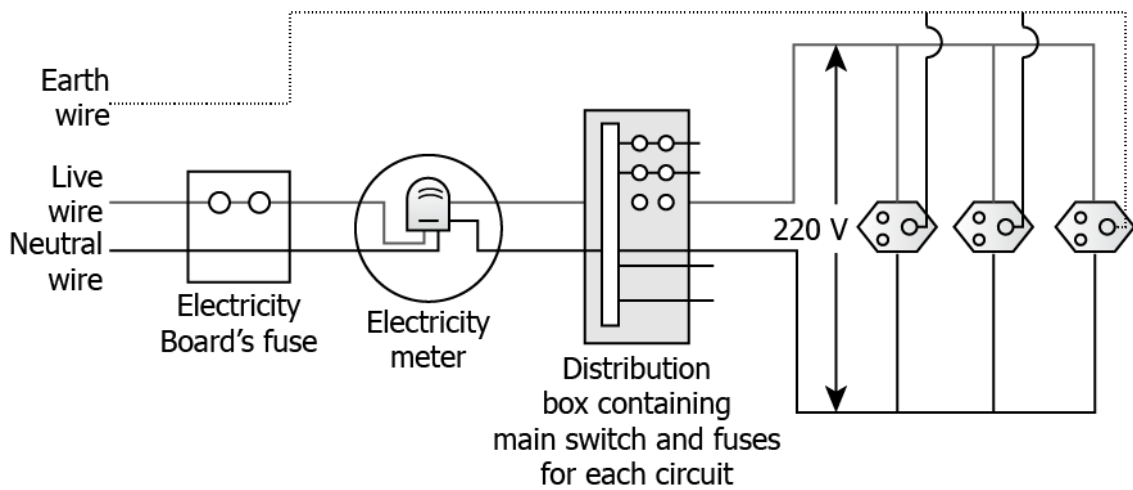 Earth
wire
Live
wire
Neutral
wire
Electricity
Board’s fuse
Electricity
meter
Distribution
box containing
main switch and fuses
for each circuit
220 V